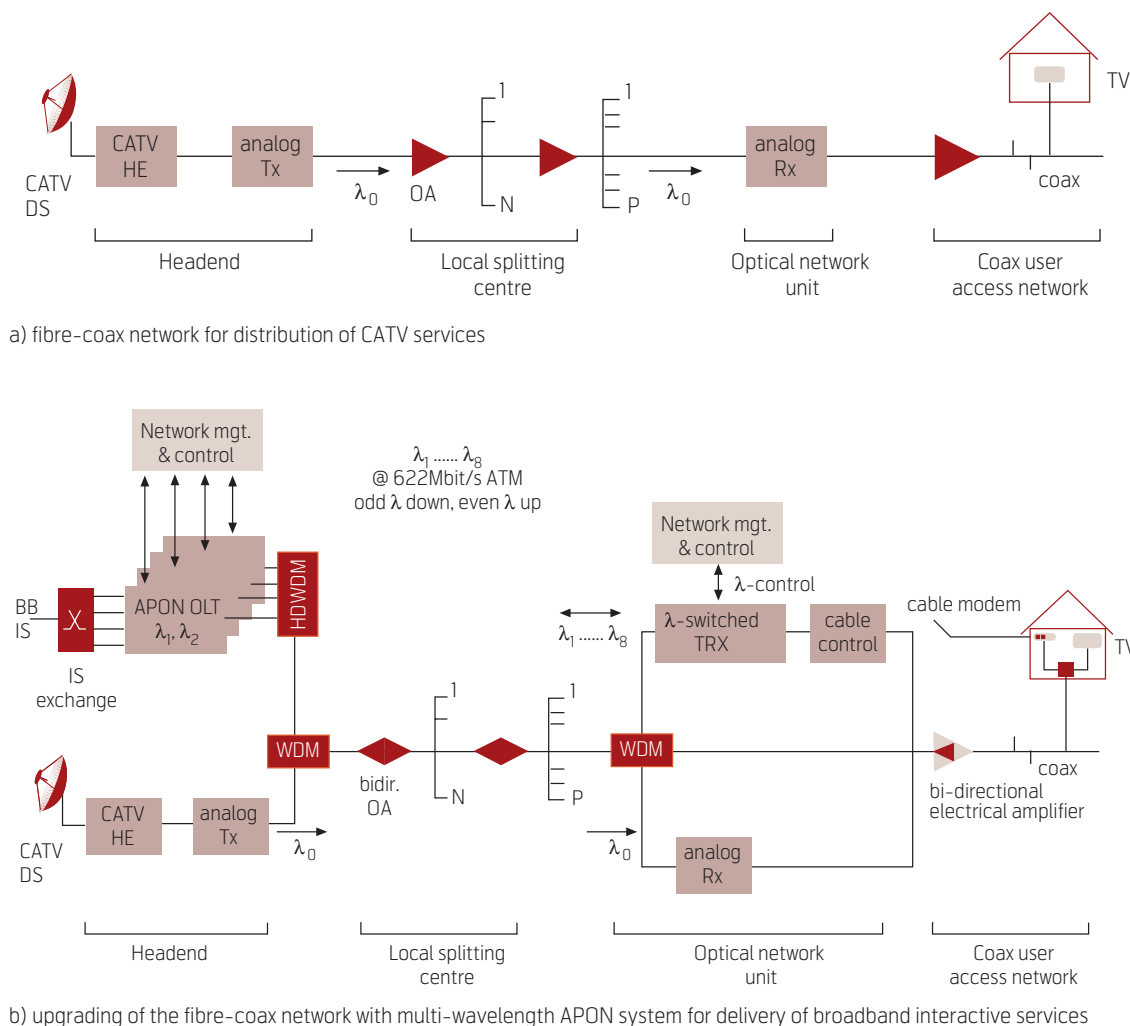 TV
1
1
CATV
HE
analog
Tx
analog
Rx
CATV
DS
λ0
OA
N
P
λ0
coax
Headend
Local splitting
centre
Optical network
unit
Coax user
access network
a) fibre-coax network for distribution of CATV services
Network mgt.
& control
λ1 ...... λ8
@ 622Mbit/s ATM
odd λ down, even λ up
Network mgt.
& control
λ-control
HDWDM
BB
IS
APON OLT
λ1, λ2
IS
exchange
λ1 ...... λ8
λ-switched
TRX
cable
control
cable modem
TV
1
1
WDM
WDM
bidir.
OA
N
P
coax
bi-directional
electrical amplifier
CATV
DS
CATV
HE
analog
Tx
λ0
λ0
analog
Rx
Headend
Local splitting
centre
Optical network
unit
Coax user
access network
b) upgrading of the fibre-coax network with multi-wavelength APON system for delivery of broadband interactive services